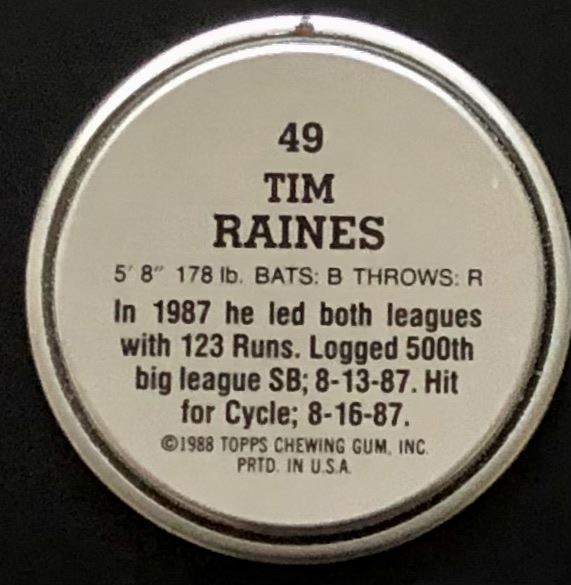 49
TIM
RAINES
5' 8" 178 lb. BATS: B THROWS: R
In 1987 he led both leagues
with 123 Runs. Logged 500th
big league SB; 8-13-87. Hit
for Cycle; 8-16-87.
©1988 TOPPS CHEWING GUM, INC.
PRTD. IN U.S.A.